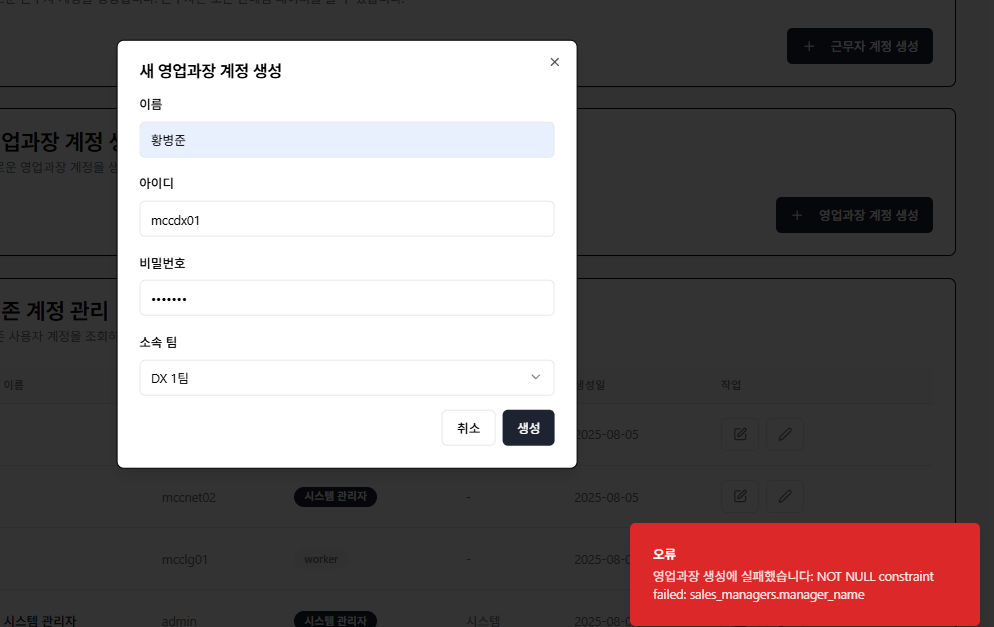 + 근무자 계정 생성
새 영업과장 계정 생성
이름
황병준
업과장 계정
로운 영업과장 계정을
아이디
mccdx01
+ 영업과장 계정 생성
비밀번호
•••••••
존 계정 관리
존 사용자 계정을 조회
소속 팀
DX 1팀
이름
생성일
작업
취소
생성
2025-08-05
mccnet02
시스템 관리자
-
2025-08-05
mcclg01
worker
-
2025-08-0
시스템 관리자
admin
시스템 관리자
시스템
2025-08-0
오류
영업과장 생성에 실패했습니다: NOT NULL constraint
failed: sales_managers.manager_name